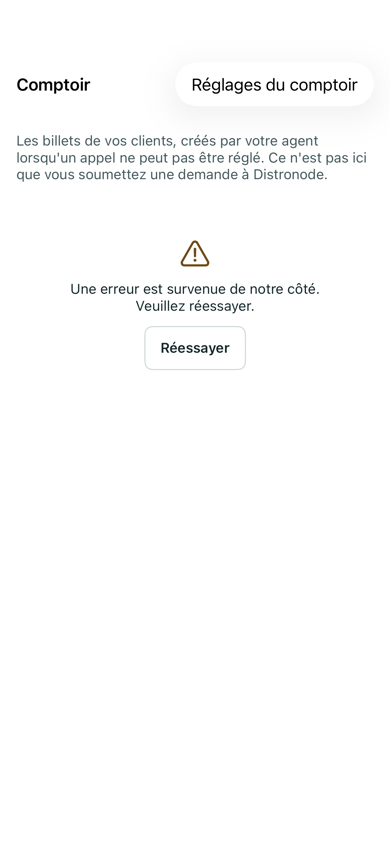 Comptoir
Réglages du comptoir
Les billets de vos clients, créés par votre agent
lorsqu'un appel ne peut pas être réglé. Ce n'est pas ici
que vous soumettez une demande à Distronode.
Une erreur est survenue de notre côté.
Veuillez réessayer.
Réessayer